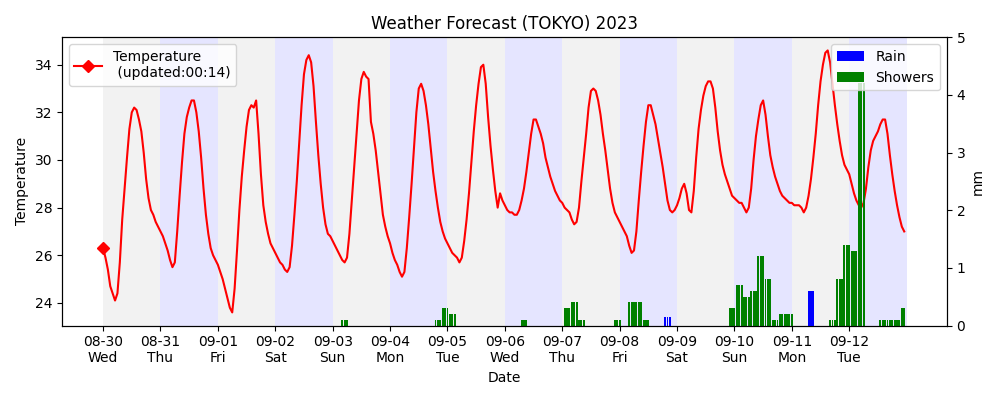 Weather Forecast (TOKYO) 2023
Temperature
(updated:00:14)
Rain
Showers
Temperature
34
32
30
28
26
24
5
4
3
2
1
0
mm
08-30 08-31 09-01 09-02 09-03 09-04 09-05 09-06 09-07 09-08 09-09 09-10 09-11 09-12
Wed Thu Fri Sat Sun Mon Tue Wed Thu Fri Sat Sun Mon Tue
Date